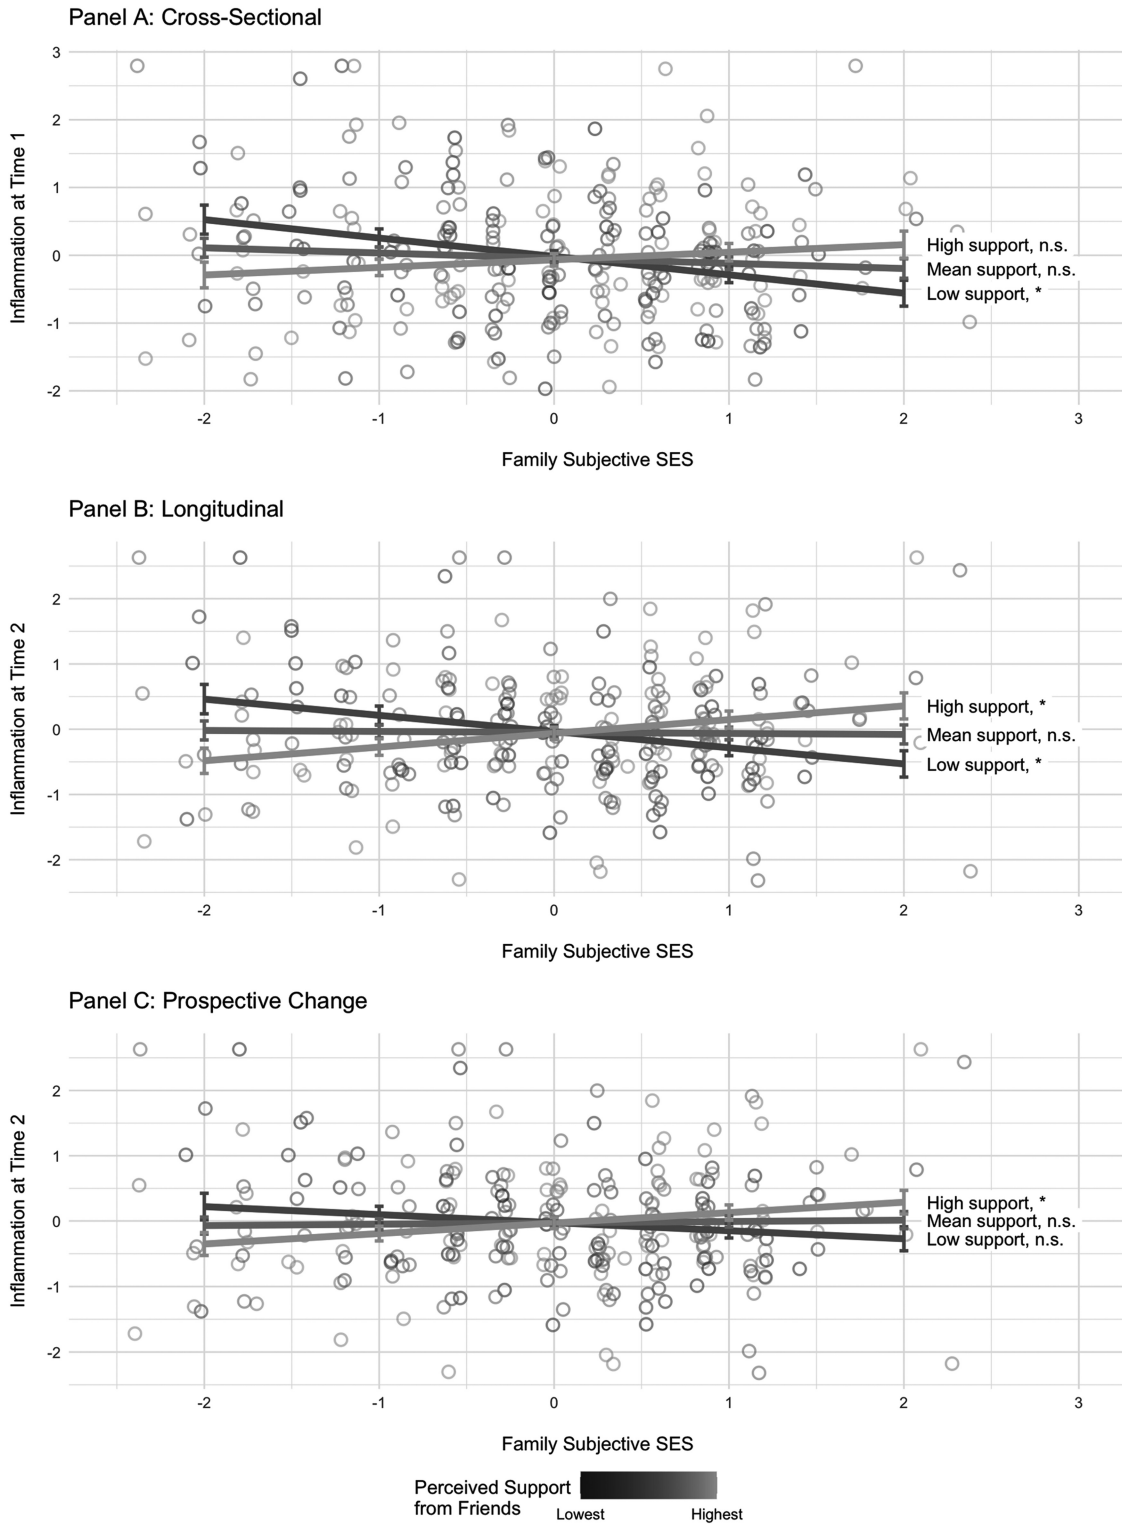 Panel A: Cross-Sectional
3
2
1
0
-1
-2
Inflammation at Time 1
High support, n.s.
Mean support, n.s.
Low support, *
-2 -1 0 1 2 3
Family Subjective SES
Panel B: Longitudinal
2
1
0
-1
-2
Inflammation at Time 2
High support, *
Mean support, n.s.
Low support, *
-2 -1 0 1 2 3
Family Subjective SES
Panel C: Prospective Change
2
1
0
-1
-2
Inflammation at Time 2
High support, *
Mean support, n.s.
Low support, n.s.
-2 -1 0 1 2 3
Family Subjective SES
Perceived Support
from Friends
Lowest Highest